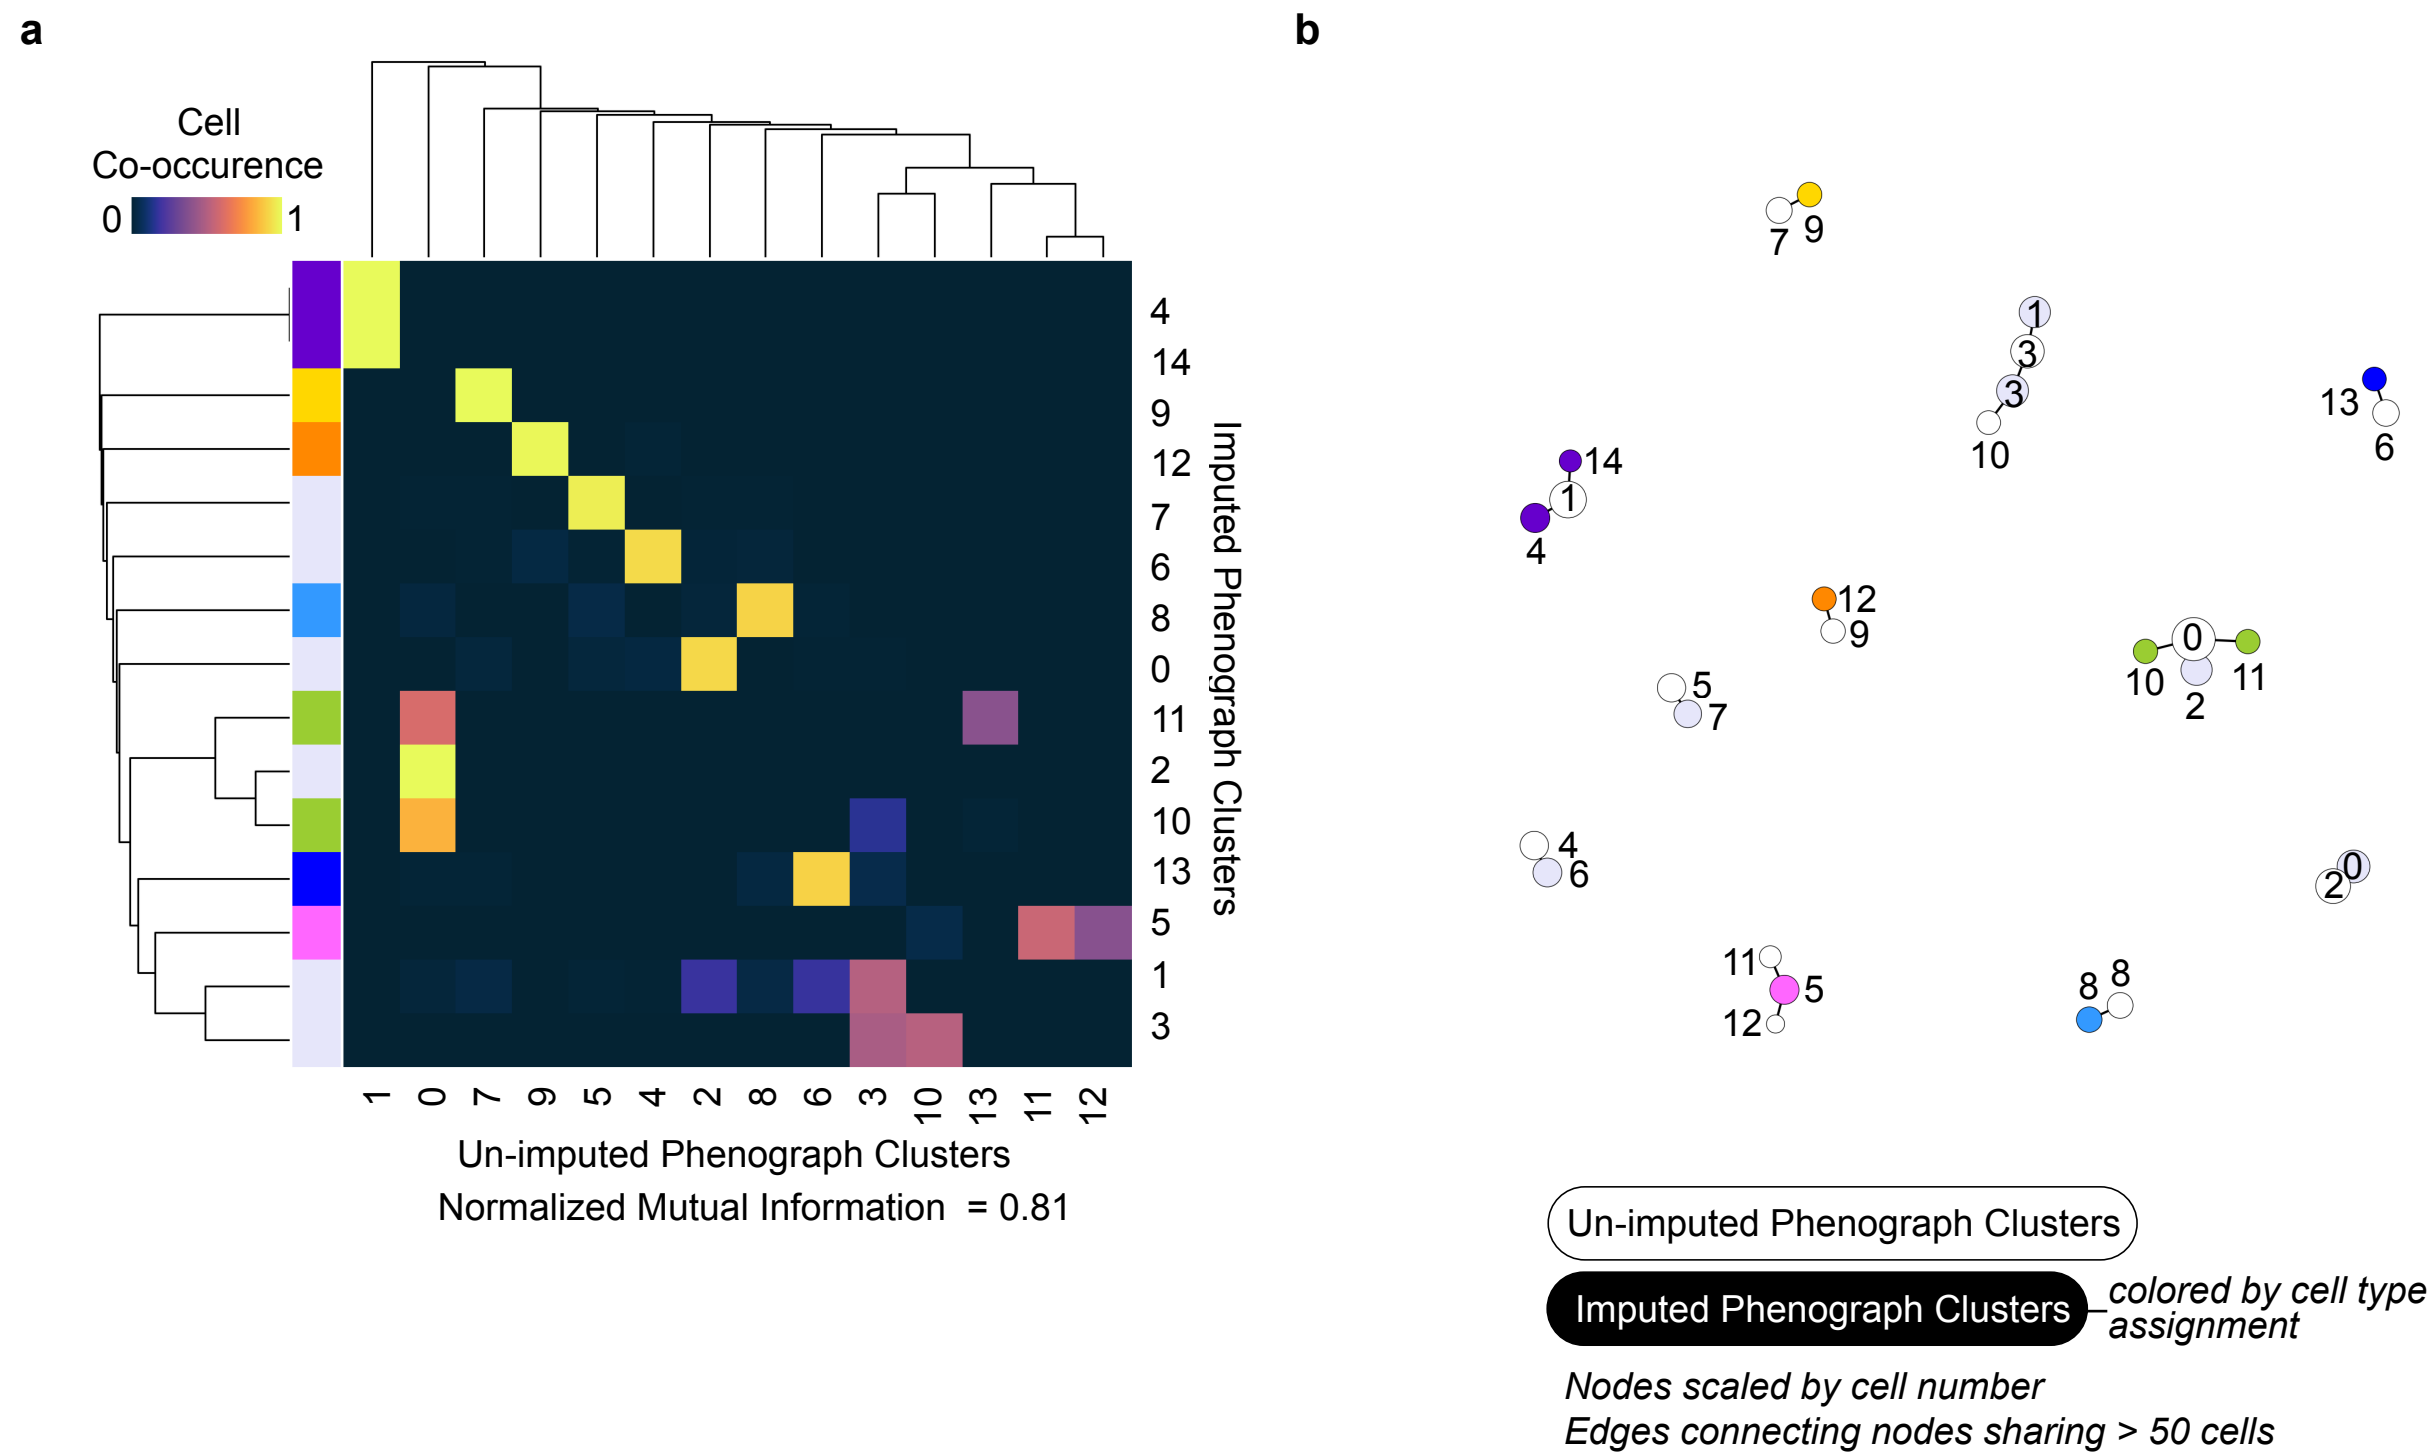 a
Cell
Co-occurence
0 1
4
14
9
12
7
6
8
0
11
2
10
13
5
1
3
Imputed Phenograph Clusters
1 0 7 9 5 4 2 8 6 3 10 13 11 12
Un-imputed Phenograph Clusters
Normalized Mutual Information = 0.81
b
7 9
1
3
3
10
13
6
14
1
4
12
9
5
7
0
10 11
2
4
6
0
2
11
5
12
8 8
Un-imputed Phenograph Clusters
Imputed Phenograph Clusters
colored by cell type
assignment
Nodes scaled by cell number
Edges connecting nodes sharing > 50 cells